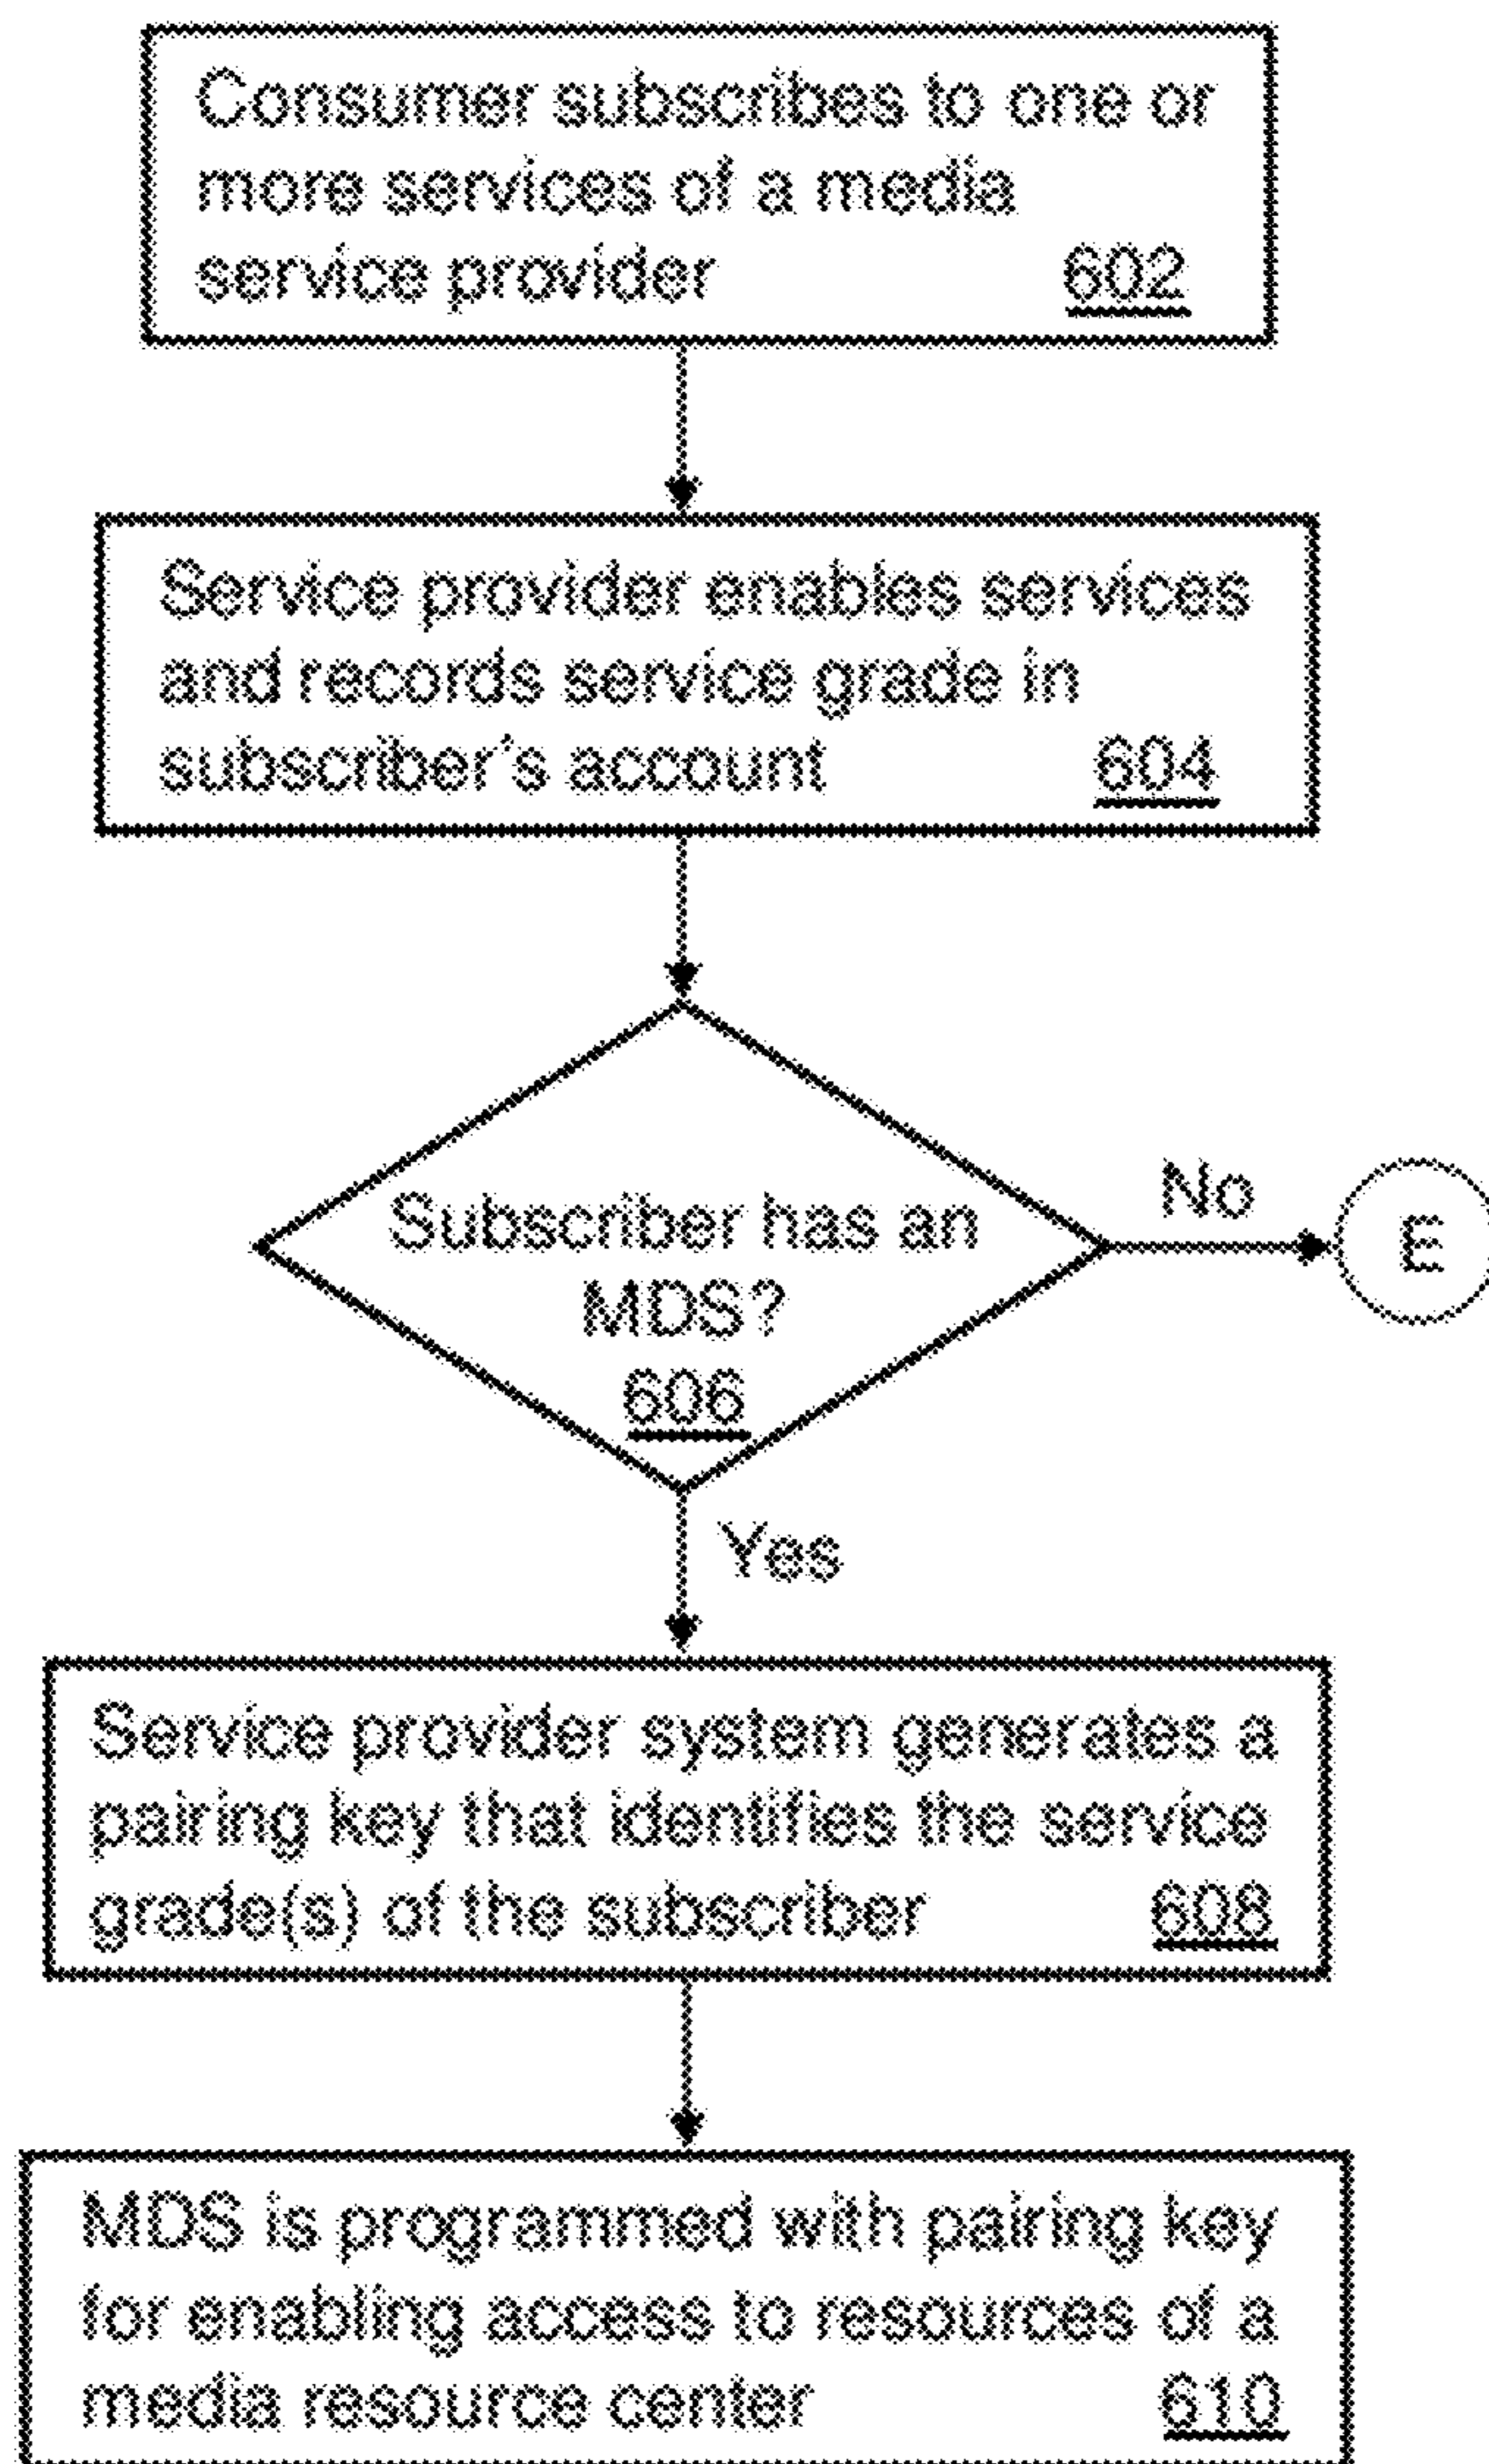 Consumer subscribes to one or
more services of a media
service provider 602
Service provider enables services
and records service grade in
subscriber's account 604
Subscriber has an
MDS?
606
No
E
Yes
Service provider system generates a
pairing key that identifies the service
grade(s) of the subscriber 608
MDS is programmed with pairing key
for enabling access to resources of a
media resource center 610